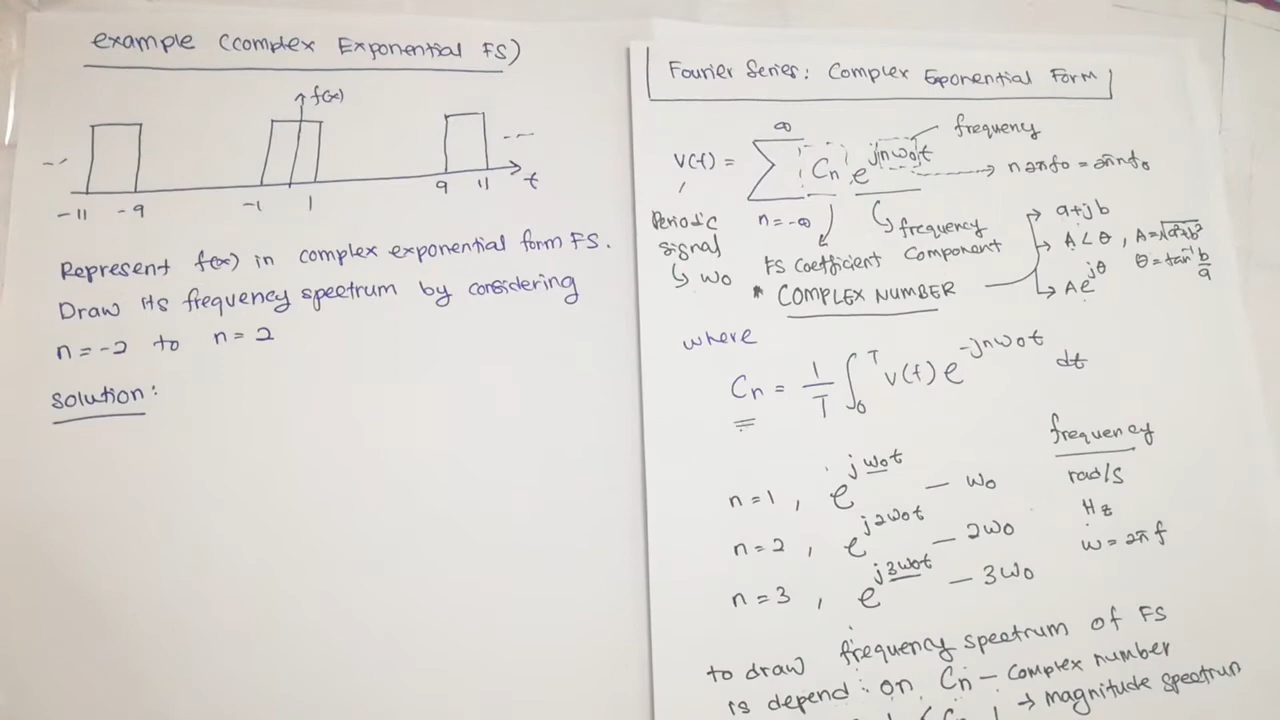 example (complex Exponential FS)
f(x)
-11 -9 -1 1 9 11 t
Represent f(x) in complex exponential form FS.
Draw its frequency spectrum by considering
n = -2 to n = 2
solution:
Fourier Series: Complex Exponential Form
v(t) = ∑ Cn e^jnω0t
∞
n=-∞
frequency
→ n2πf0 = 2πnf0
Periodic
signal
↳ ω0
FS coefficient
frequency
component
* COMPLEX NUMBER
a+jb
A∠θ, A=√a²+b²
θ=tan⁻¹ b/a
Ae^jθ
where
Cn = 1/T ∫₀ᵀ v(t) e^-jnω0t dt
frequency
rad/s
Hz
ω = 2πf
n=1, e^jω0t — ω0
n=2, e^j2ω0t — 2ω0
n=3, e^j3ω0t — 3ω0
to draw frequency spectrum of FS
is depend on Cn - complex number
→ magnitude spectrum